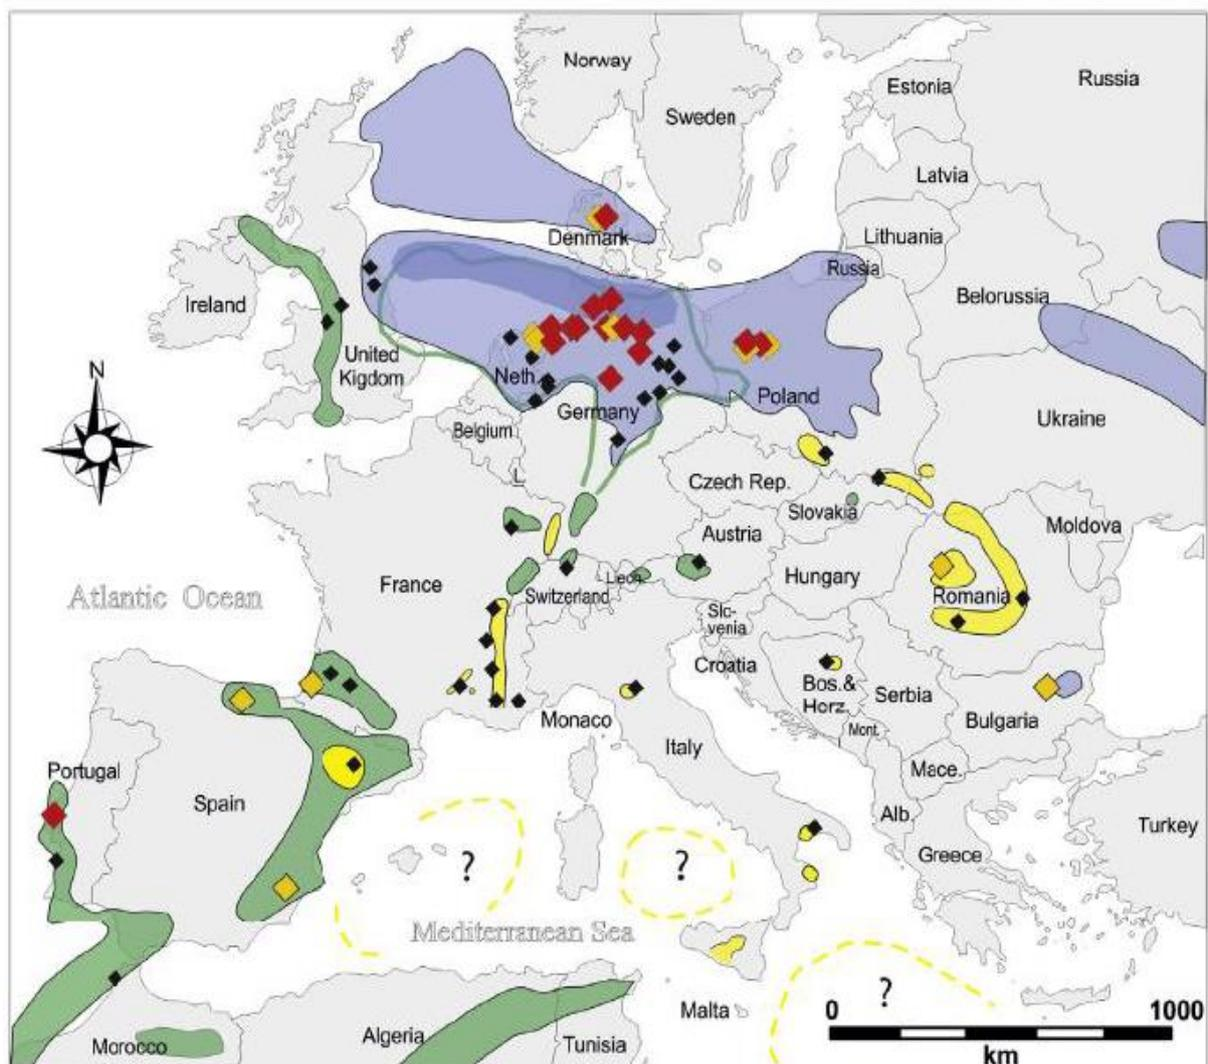 Norway
Russia
Estonia
Sweden
Latvia
Denmark
Lithuania
Russia
Ireland
Belorussia
United
Kigdom
N
Neth.
Poland
Germany
Ukraine
Belgium
L
Czech Rep.
Slovakia
Moldova
Austria
France
Liech.
Hungary
Atlantic Ocean
Switzerland
Romania
Slc-
venia
Croatia
Bos.&
Herz.
Serbia
Monaco
Bulgaria
Mont.
Italy
Portugal
Mace.
Spain
Alb.
Turkey
Greece
?
?
Mediterranean Sea
?
Malta
0 1000
km
Algeria
Morocco
Tunisia